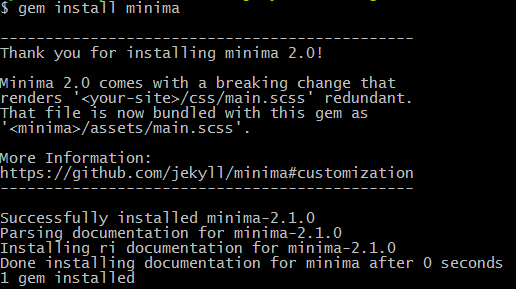 $ gem install minima
----------------------------------------------
Thank you for installing minima 2.0!
Minima 2.0 comes with a breaking change that
renders '<your-site>/css/main.scss' redundant.
That file is now bundled with this gem as
'<minima>/assets/main.scss'.
More Information:
https://github.com/jekyll/minima#customization
----------------------------------------------
Successfully installed minima-2.1.0
Parsing documentation for minima-2.1.0
Installing ri documentation for minima-2.1.0
Done installing documentation for minima after 0 seconds
1 gem installed